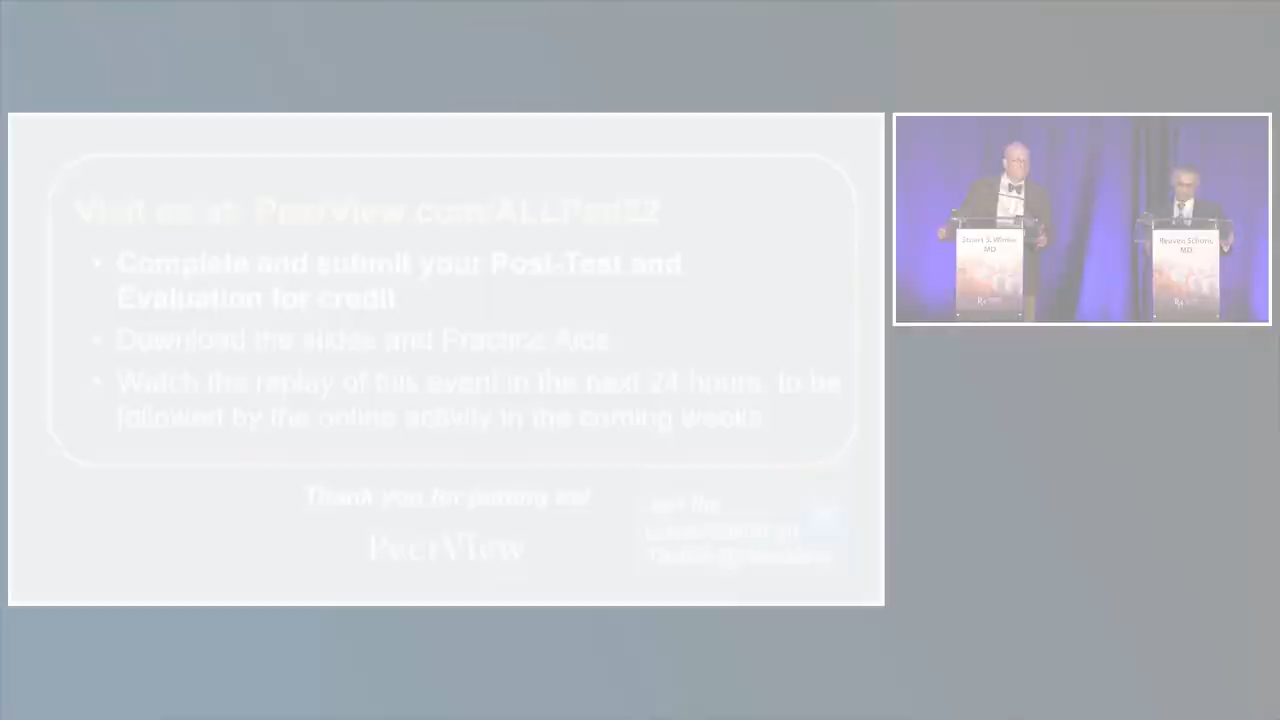 Visit us at: PeerView.com/
Complete and submit your Post-Test and
Evaluation for credit
Download the slides and Practice Aids
Watch the replay of this event in the next 24 hours, to be
followed by the online activity in the coming weeks
Thank you for joining us!
PeerView
Join the
Stuart S. Winter,
MD
Reuven Schore,
MD